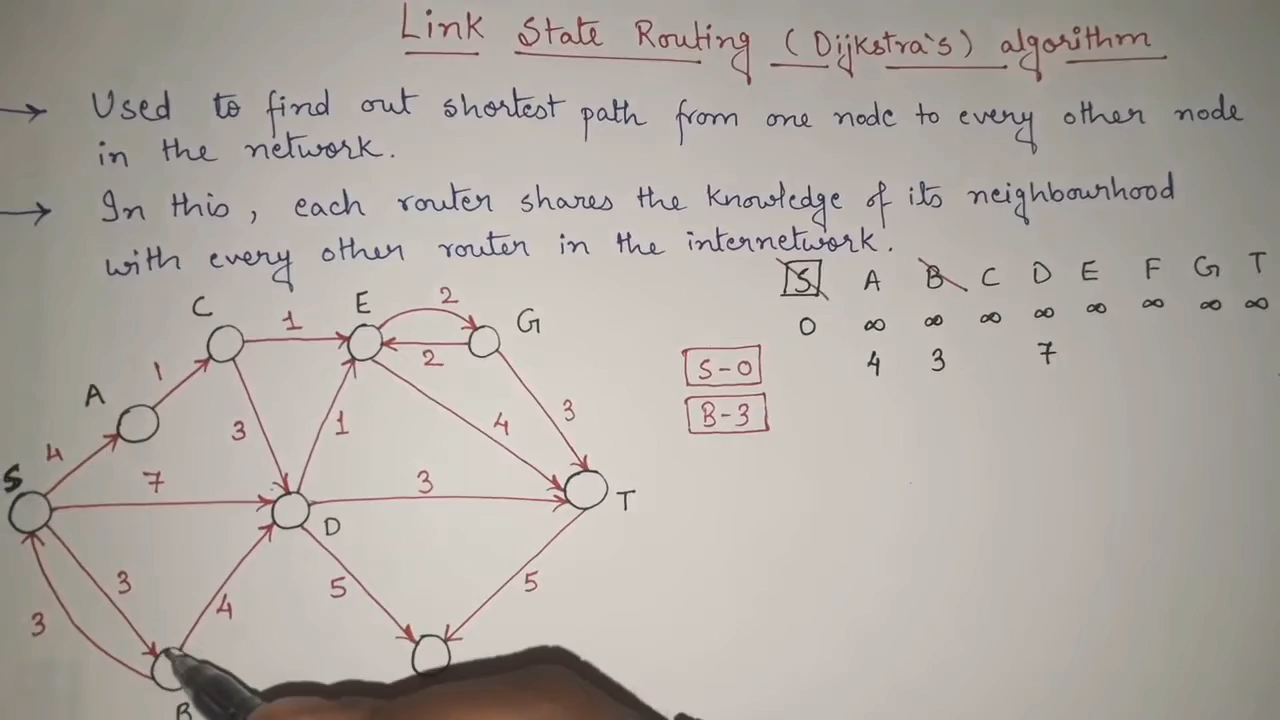 Link State Routing (Dijkstra's) algorithm
→ Used to find out shortest path from one node to every other node
in the network.
→ In this, each router shares the knowledge of its neighbourhood
with every other router in the internetwork.
S A B C D E F G T
0 ∞ ∞ ∞ ∞ ∞ ∞ ∞ ∞
4 3 7
S-0
B-3
C 1 E 2 G
2
1
A
3 1 4 3
4
S 7 3 T
D
3 5 5
4
3
B